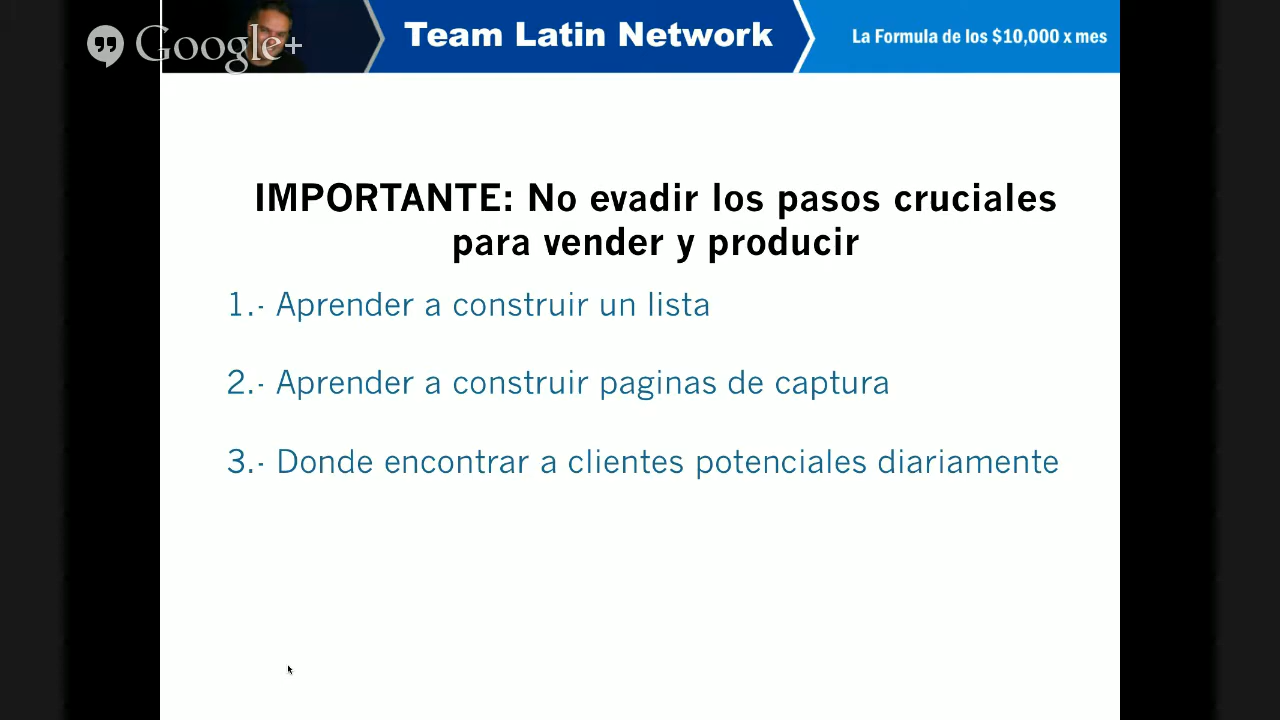 Google+
Team Latin Network
La Formula de los $10,000 x mes
IMPORTANTE: No evadir los pasos cruciales
para vender y producir
1.- Aprender a construir un lista
2.- Aprender a construir paginas de captura
3.- Donde encontrar a clientes potenciales diariamente